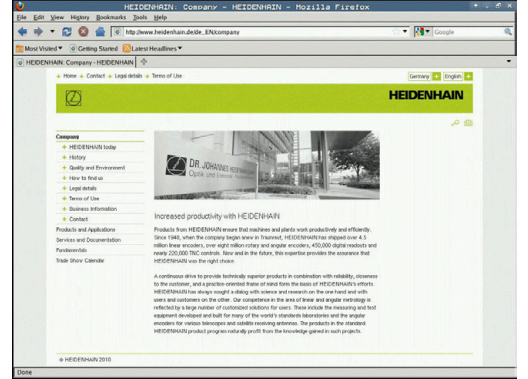 HEIDENHAIN: Company - HEIDENHAIN - Mozilla Firefox
File Edit View History Bookmarks Tools Help
http://www.heidenhain.de/de_EN/company
Google
Most Visited Getting Started Latest Headlines
HEIDENHAIN: Company - HEIDENHAIN
Home Contact Legal details Terms of Use
Germany English
HEIDENHAIN
Company
HEIDENHAIN today
History
Quality and Environment
How to find us
Legal details
Terms of Use
Business Information
Contact
Products and Applications
Services and Documentation
Fundamentals
Trade Show Calendar
DR. JOHANNES HEIDENHAIN
Optik und Elektronik
Increased productivity with HEIDENHAIN
Products from HEIDENHAIN ensure that machines and plants work productively and efficiently.
Since 1948, when the company began anew in Traunreut, HEIDENHAIN has shipped over 4.5
million linear encoders, over eight million rotary and angular encoders, 450,000 digital readouts and
nearly 220,000 TNC controls. Now and in the future, this expertise provides the assurance that
HEIDENHAIN was the right choice.
A continuous drive to provide technically superior products in combination with reliability, closeness
to the customer, and a practice-oriented frame of mind form the basis of HEIDENHAIN's efforts.
HEIDENHAIN has always sought a dialog with science and research on the one hand and with
users and customers on the other. Our competence in the area of linear and angular metrology is
reflected by a large number of customized solutions for users. These include the measuring and test
equipment developed and built for many of the world's standards laboratories and the angular
encoders for various telescopes and satellite receiving antennas. The products in the standard
HEIDENHAIN product program naturally profit from the knowledge gained in such projects.
© HEIDENHAIN 2010
Done